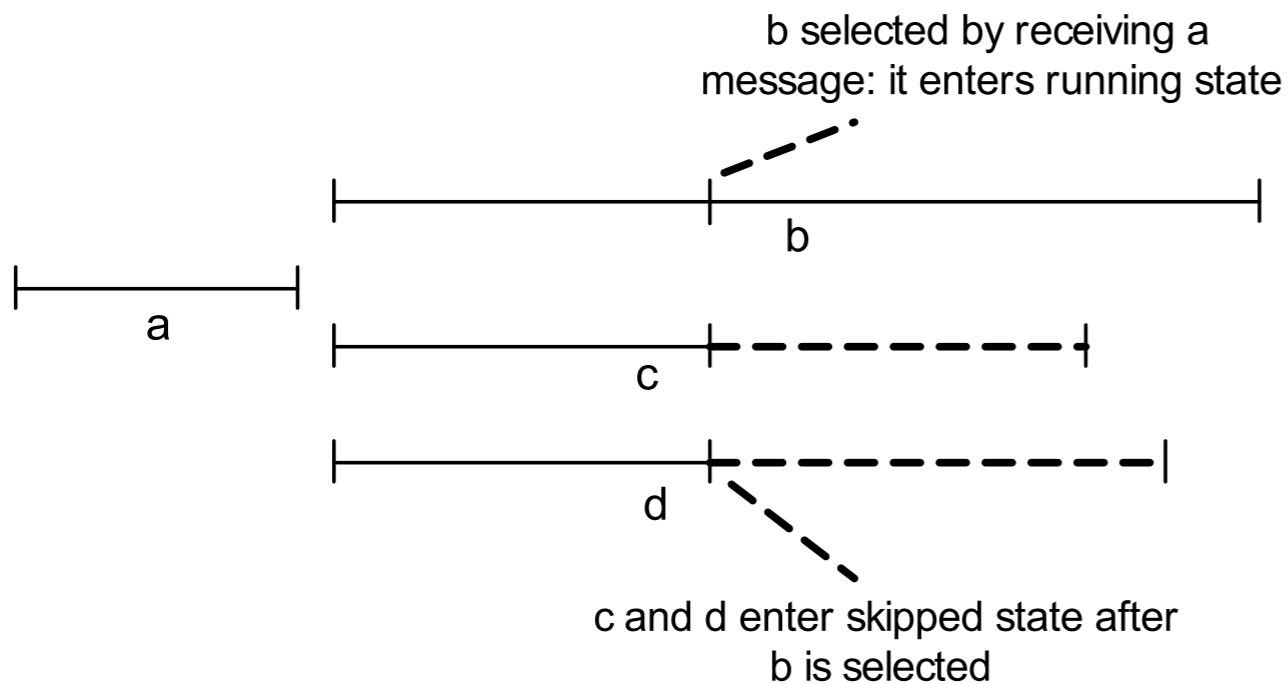 b selected by receiving a
message: it enters running state
b
a
c
d
c and d enter skipped state after
b is selected